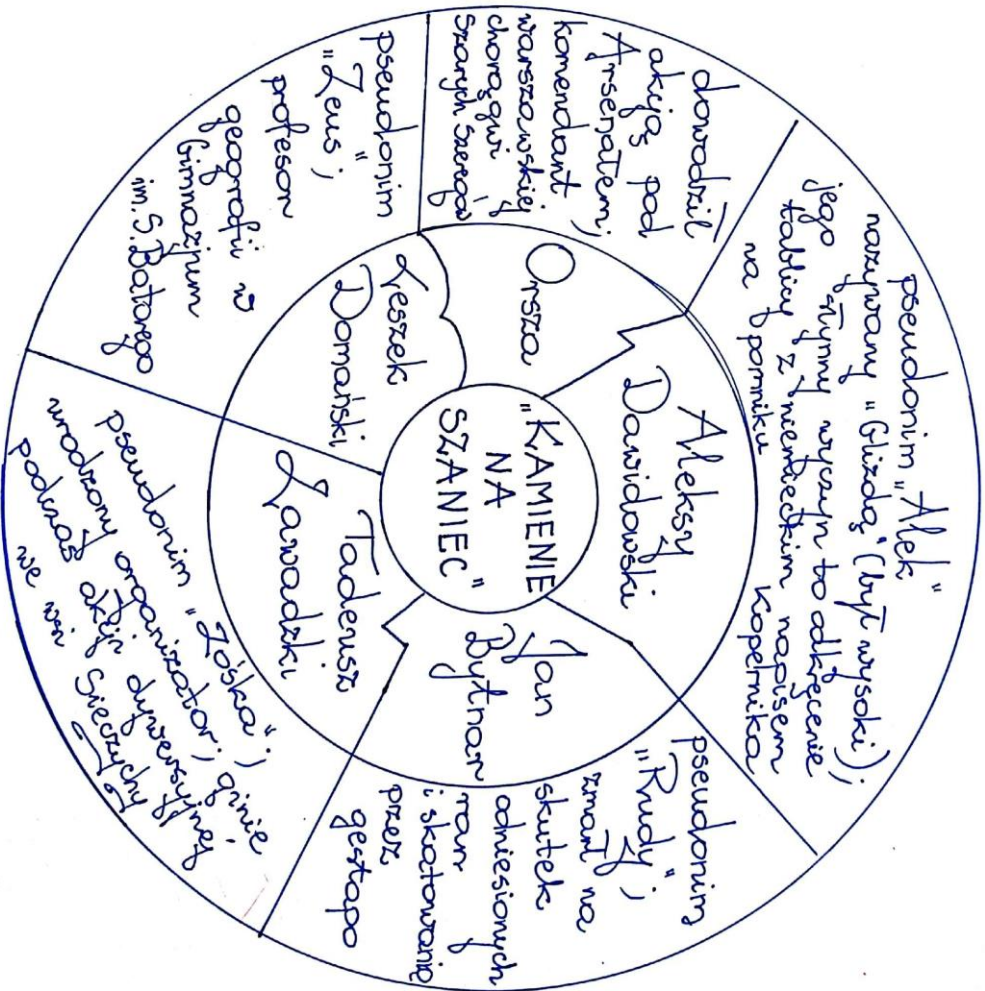 "KAMIENIE
NA
SZANIEC"
Aleksy
Dawidowski
pseudonim „Alek"
nazywany „Glizdą" (był wysoki);
jego słynny wyczyn to odkręcenie
tablicy z niemieckim napisem
na pomniku Kopernika
Jan
Bytnar
pseudonim
„Rudy";
zmarł na
skutek
odniesionych
ran
i skatowania
przez
gestapo
Tadeusz
Zawadzki
pseudonim „Zośka";
urodzony organizator; ginie
podczas akcji dywersyjnej
we wsi Sieczychy
Leszek
Domański
pseudonim
„Zeus";
profesor
geografii w
Gimnazjum
im. S. Batorego
Orsza
dowodził
akcją pod
Arsenałem;
komendant
warszawskiej
chorągwi
Szarych Szeregów